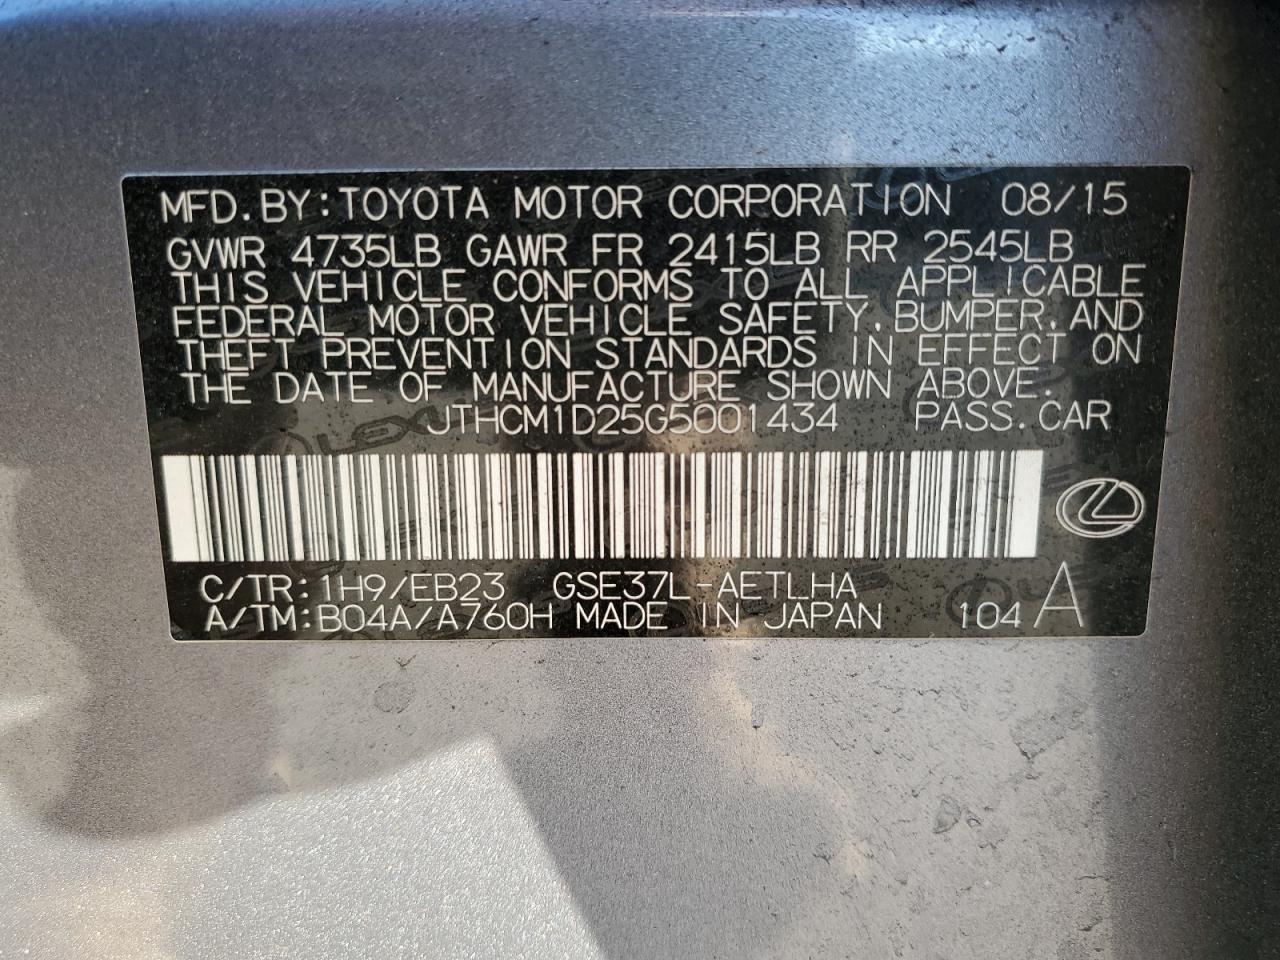 MFD.BY:TOYOTA MOTOR CORPORATION 08/15
GVWR 4735LB GAWR FR 2415LB RR 2545LB
THIS VEHICLE CONFORMS TO ALL APPLICABLE
FEDERAL MOTOR VEHICLE SAFETY,BUMPER,AND
THEFT PREVENTION STANDARDS IN EFFECT ON
THE DATE OF MANUFACTURE SHOWN ABOVE.
JTHCM1D25G5001434 PASS.CAR
C/TR:1H9/EB23 GSE37L-AETLHA
A/TM:B04A/A760H MADE IN JAPAN 104 A